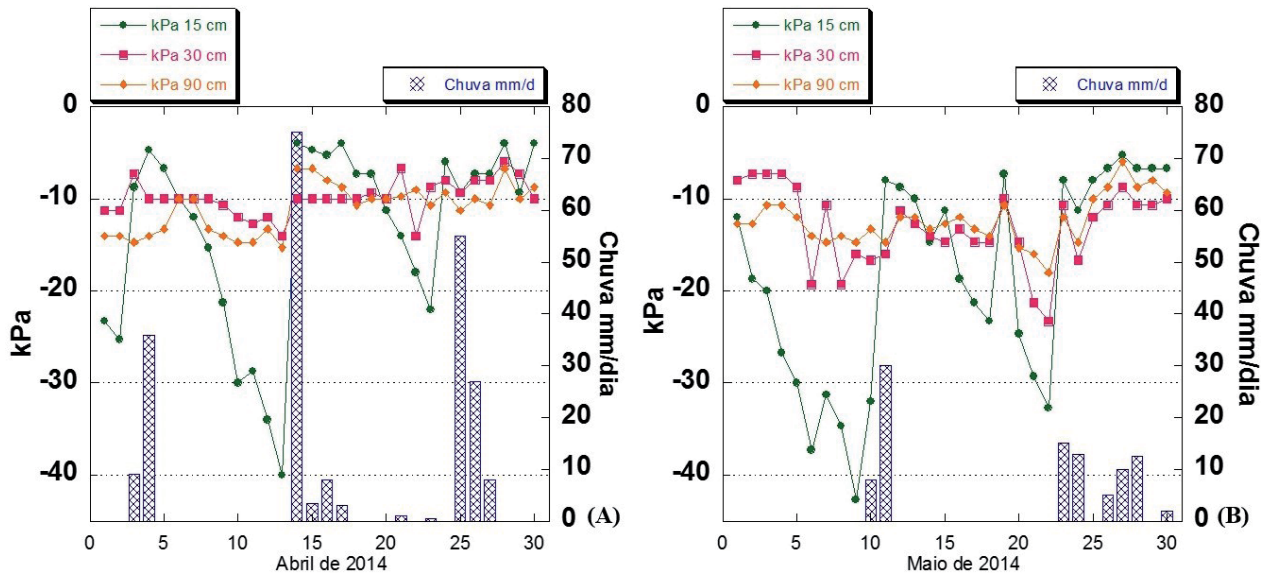 kPa 15 cm
kPa 30 cm
kPa 90 cm
Chuva mm/d
0
-10
-20
-30
-40
kPa
80
70
60
50
40
30
20
10
0
Chuva mm/dia
0 5 10 15 20 25 30
Abril de 2014
(A)
kPa 15 cm
kPa 30 cm
kPa 90 cm
Chuva mm/d
0
-10
-20
-30
-40
kPa
80
70
60
50
40
30
20
10
0
Chuva mm/dia
0 5 10 15 20 25 30
Maio de 2014
(B)